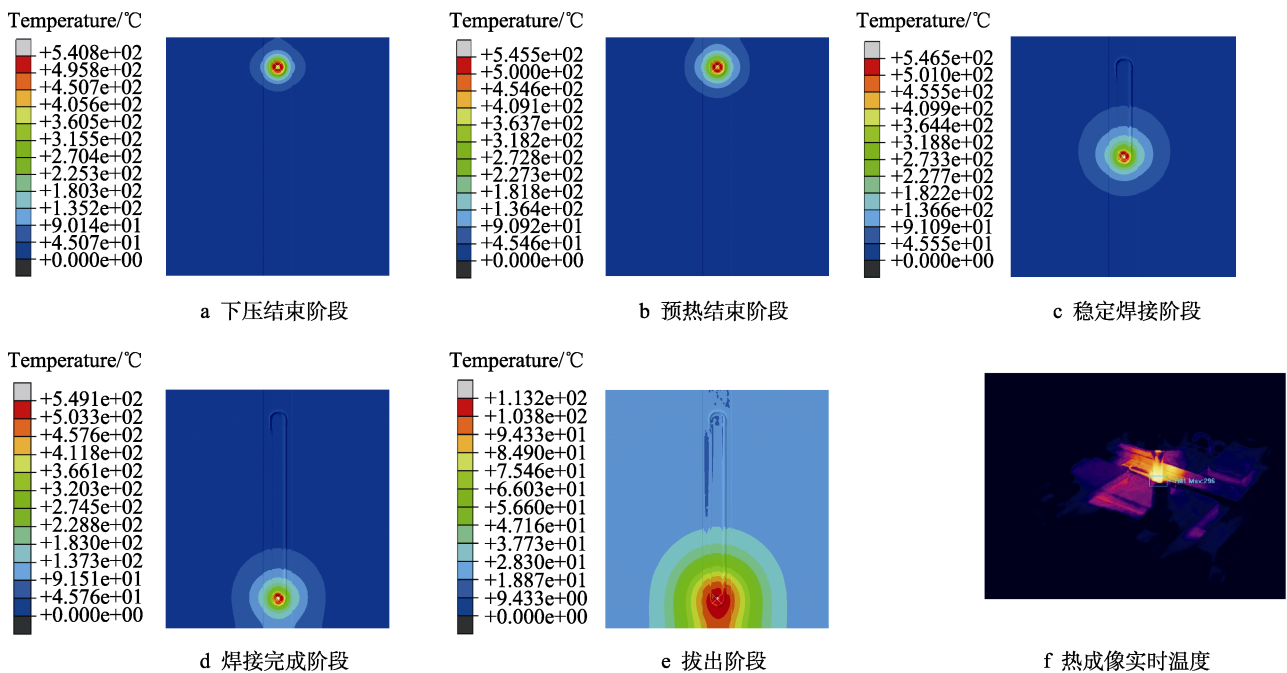 Temperature/℃
+5.408e+02
+4.958e+02
+4.507e+02
+4.056e+02
+3.605e+02
+3.155e+02
+2.704e+02
+2.253e+02
+1.803e+02
+1.352e+02
+9.014e+01
+4.507e+01
+0.000e+00
a 下压结束阶段
Temperature/℃
+5.455e+02
+5.000e+02
+4.546e+02
+4.091e+02
+3.637e+02
+3.182e+02
+2.728e+02
+2.273e+02
+1.818e+02
+1.364e+02
+9.092e+01
+4.546e+01
+0.000e+00
b 预热结束阶段
Temperature/℃
+5.465e+02
+5.010e+02
+4.555e+02
+4.099e+02
+3.644e+02
+3.188e+02
+2.733e+02
+2.277e+02
+1.822e+02
+1.366e+02
+9.109e+01
+4.555e+01
+0.000e+00
c 稳定焊接阶段
Temperature/℃
+5.491e+02
+5.033e+02
+4.576e+02
+4.118e+02
+3.661e+02
+3.203e+02
+2.745e+02
+2.288e+02
+1.830e+02
+1.373e+02
+9.151e+01
+4.576e+01
+0.000e+00
d 焊接完成阶段
Temperature/℃
+1.132e+02
+1.038e+02
+9.433e+01
+8.490e+01
+7.546e+01
+6.603e+01
+5.660e+01
+4.716e+01
+3.773e+01
+2.830e+01
+1.887e+01
+9.433e+00
+0.000e+00
e 拔出阶段
Max:296
f 热成像实时温度